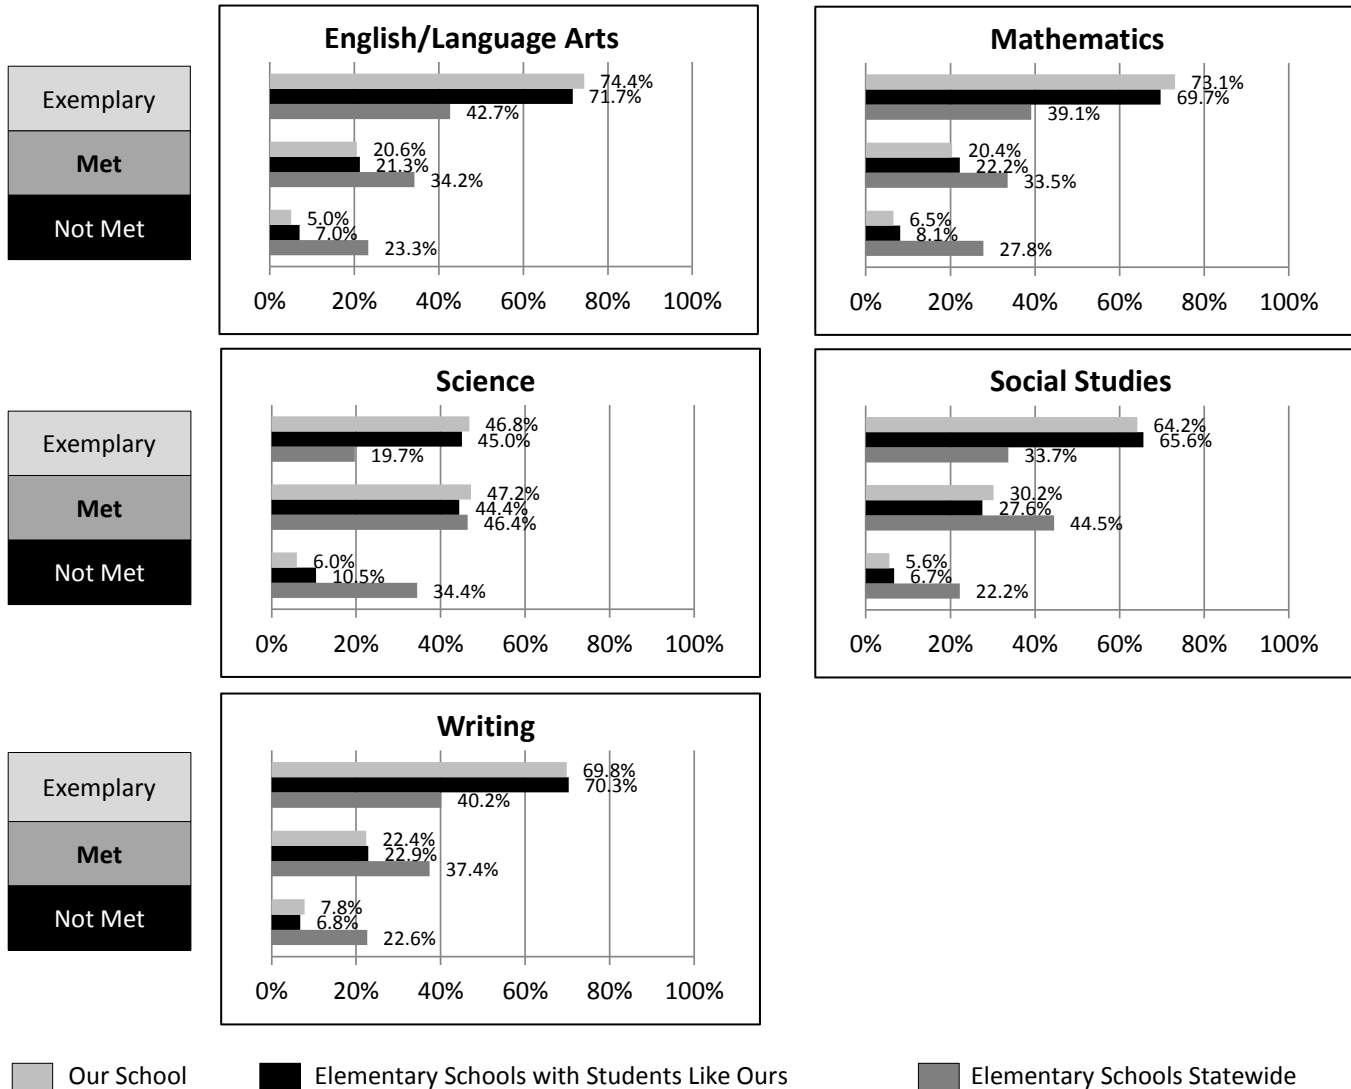 English/Language Arts
Exemplary
Met
Not Met
74.4%
71.7%
42.7%
20.6%
21.3%
34.2%
5.0%
7.0%
23.3%
0% 20% 40% 60% 80% 100%
Mathematics
73.1%
69.7%
39.1%
20.4%
22.2%
33.5%
6.5%
8.1%
27.8%
0% 20% 40% 60% 80% 100%
Science
Exemplary
Met
Not Met
46.8%
45.0%
19.7%
47.2%
44.4%
46.4%
6.0%
10.5%
34.4%
0% 20% 40% 60% 80% 100%
Social Studies
64.2%
65.6%
33.7%
30.2%
27.6%
44.5%
5.6%
6.7%
22.2%
0% 20% 40% 60% 80% 100%
Writing
Exemplary
Met
Not Met
69.8%
70.3%
40.2%
22.4%
22.9%
37.4%
7.8%
6.8%
22.6%
0% 20% 40% 60% 80% 100%
Our School Elementary Schools with Students Like Ours Elementary Schools Statewide